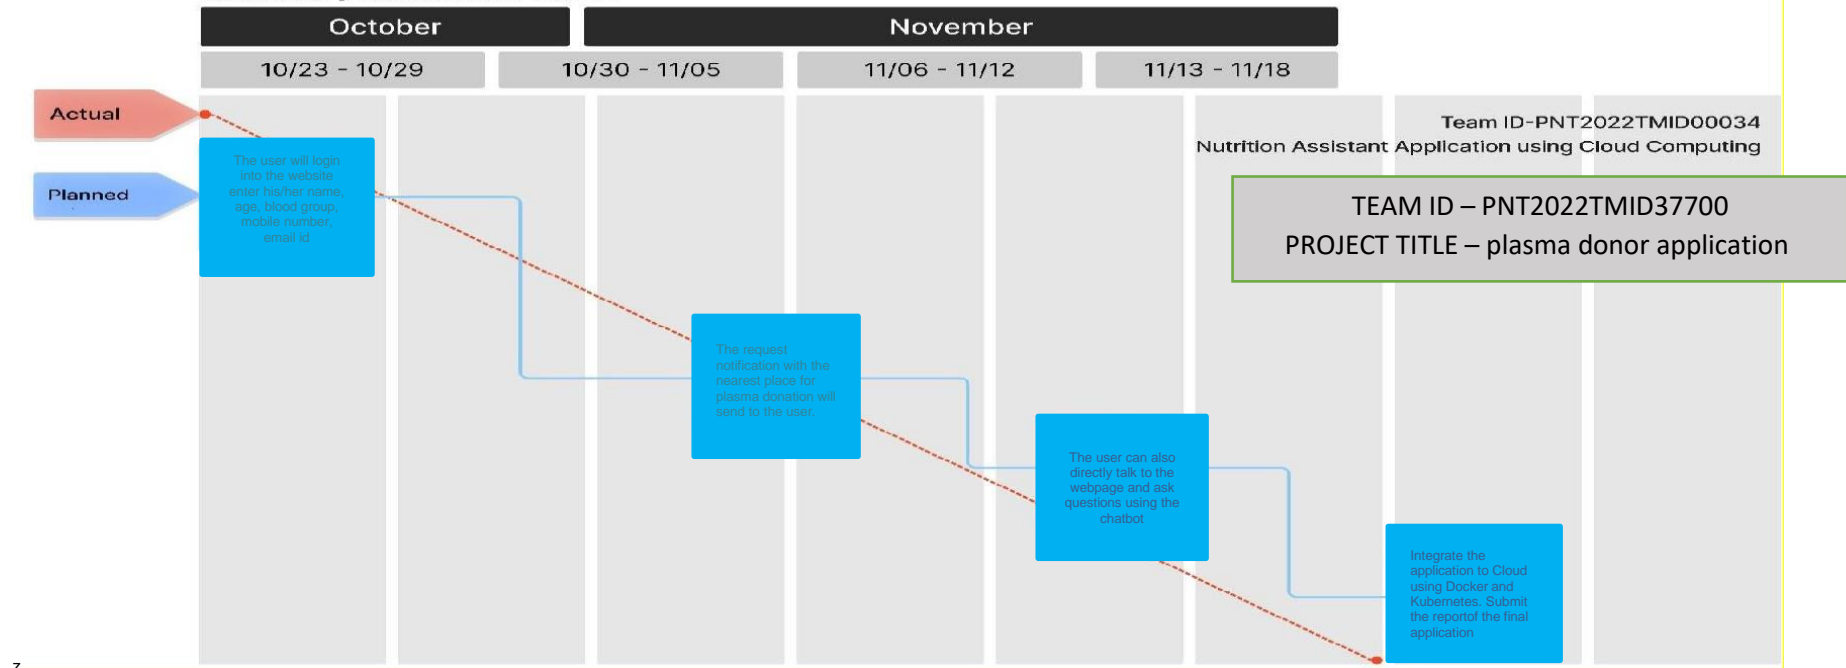 October
November
10/23 - 10/29
10/30 - 11/05
11/06 - 11/12
11/13 - 11/18
Actual
Planned
Team ID-PNT2022TMID00034
Nutrition Assistant Application using Cloud Computing
TEAM ID – PNT2022TMID37700
PROJECT TITLE – plasma donor application
The user will login
into the website
enter his/her name,
age, blood group,
mobile number,
email id
The request
notification with the
nearest place for
plasma donation will
send to the user.
The user can also
directly talk to the
webpage and ask
questions using the
chatbot
Integrate the
application to Cloud
using Docker and
Kubernetes. Submit
the reportof the final
application